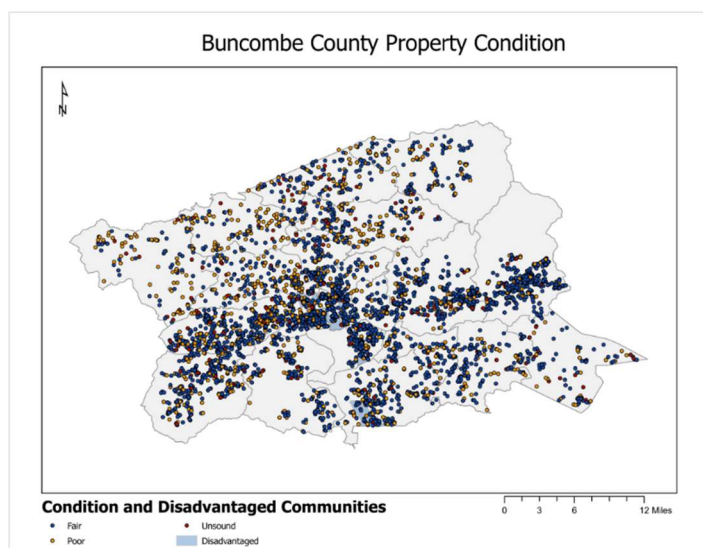 Buncombe County Property Condition
N
Condition and Disadvantaged Communities
0 3 6 12 Miles
Fair
Unsound
Poor
Disadvantaged